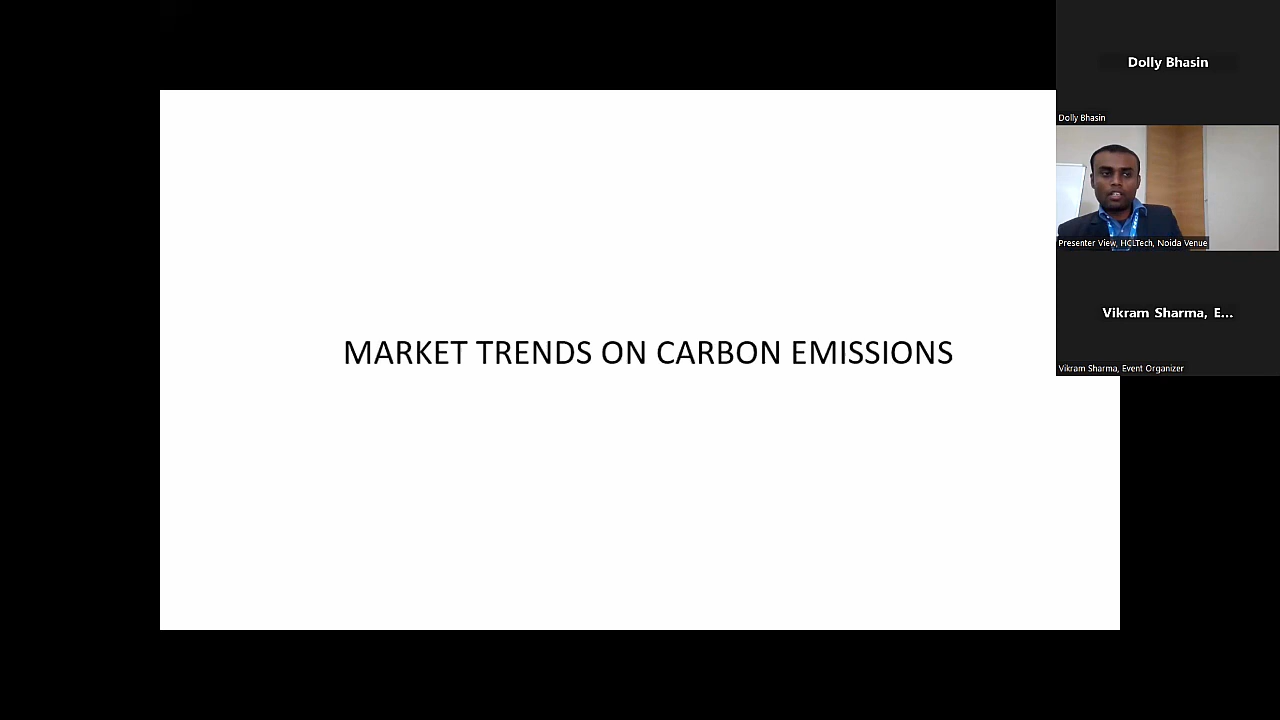 MARKET TRENDS ON CARBON EMISSIONS
Dolly Bhasin
Dolly Bhasin
Presenter View, HCLTech, Noida Venue
Vikram Sharma, E...
Vikram Sharma, Event Organizer